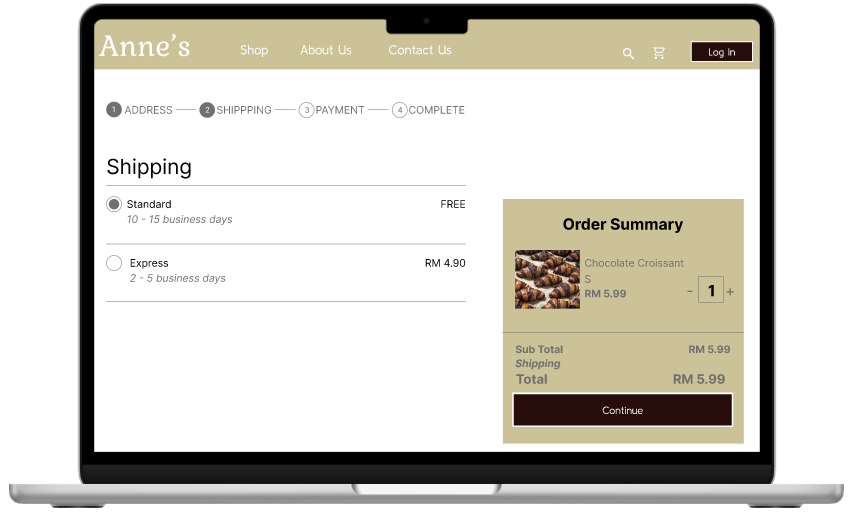 Anne's
Shop About Us Contact Us Log In
1 ADDRESS 2 SHIPPPING 3 PAYMENT 4 COMPLETE
Shipping
Standard FREE
10 - 15 business days
Express RM 4.90
2 - 5 business days
Order Summary
Chocolate Croissant
S
RM 5.99
- 1 +
Sub Total RM 5.99
Shipping
Total RM 5.99
Continue